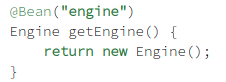 @Bean("engine")
Engine getEngine() {
    return new Engine();
}